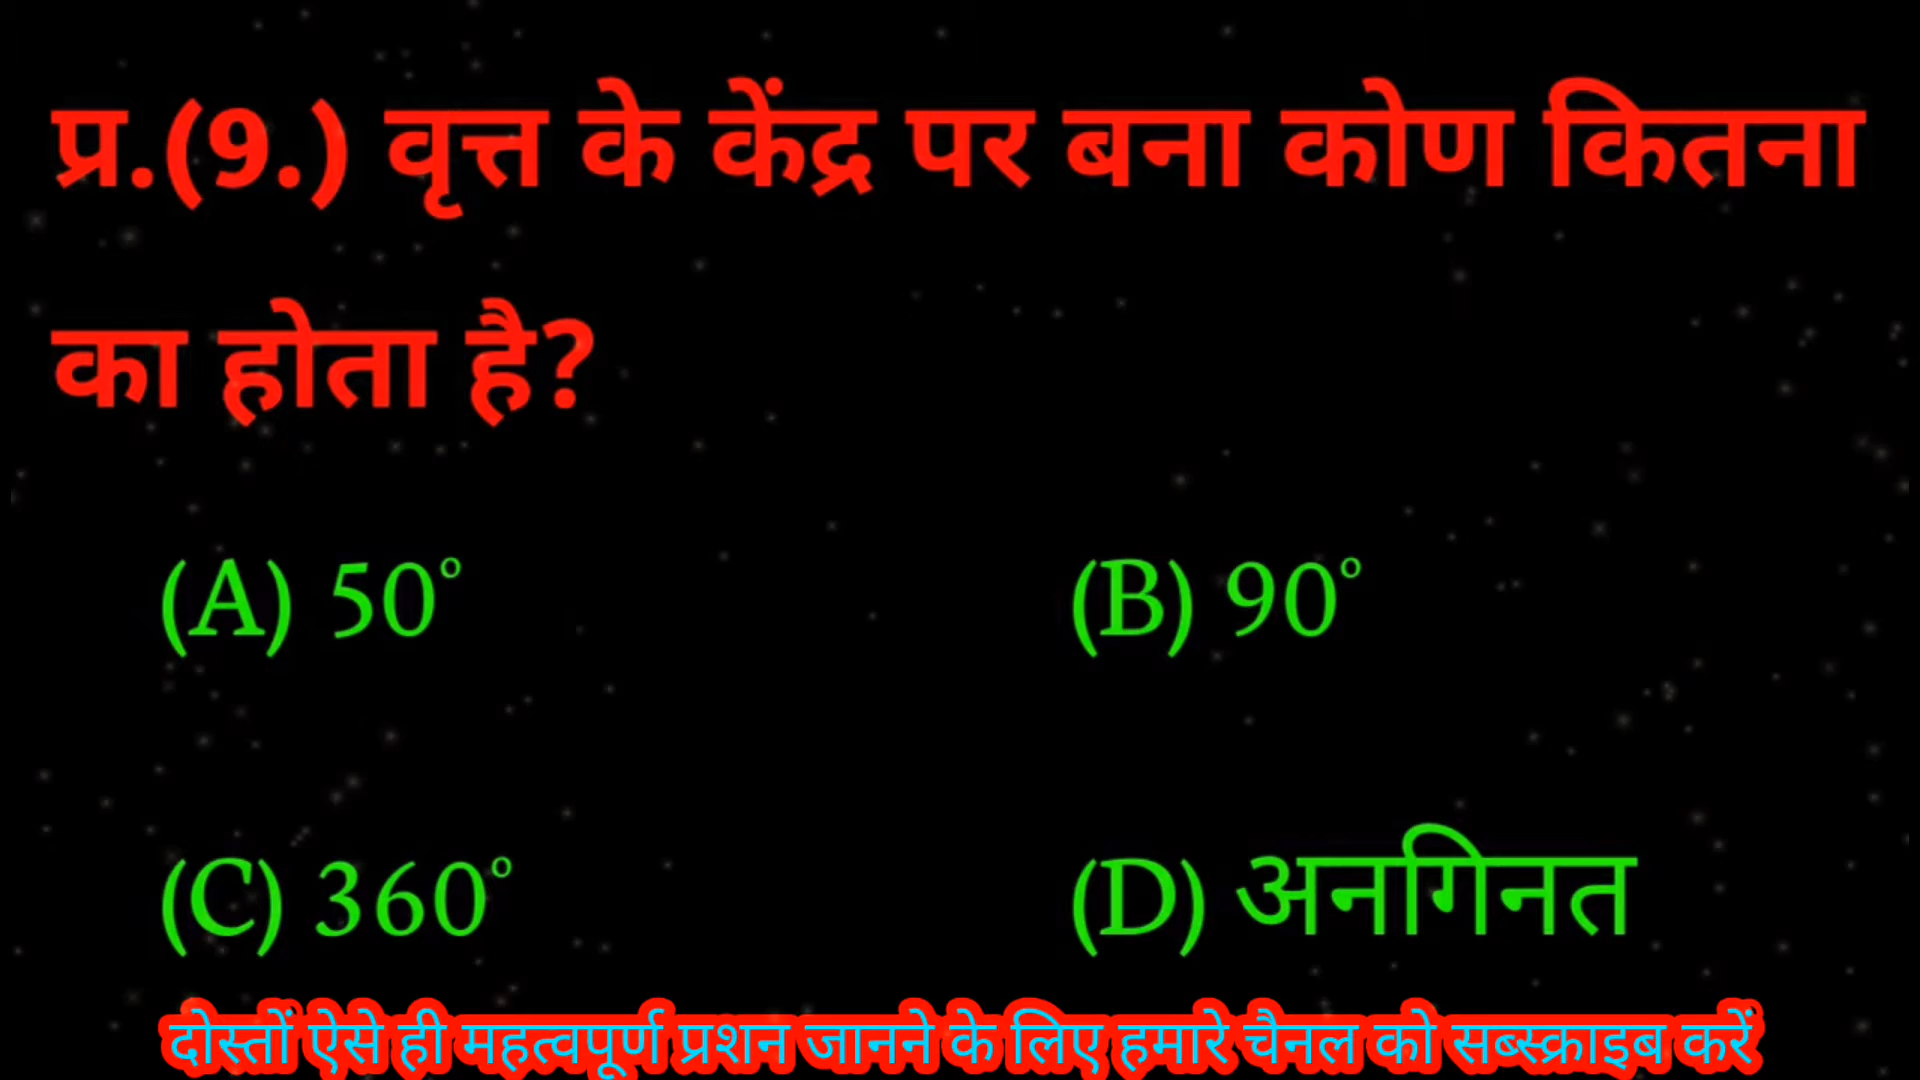 प्र.(9.) वृत्त के केंद्र पर बना कोण कितना
का होता है?
(A) 50° (B) 90°
(C) 360° (D) अनगिनत
दोस्तों ऐसे ही महत्वपूर्ण प्रशन जानने के लिए हमारे चैनल को सब्स्क्राइब करें